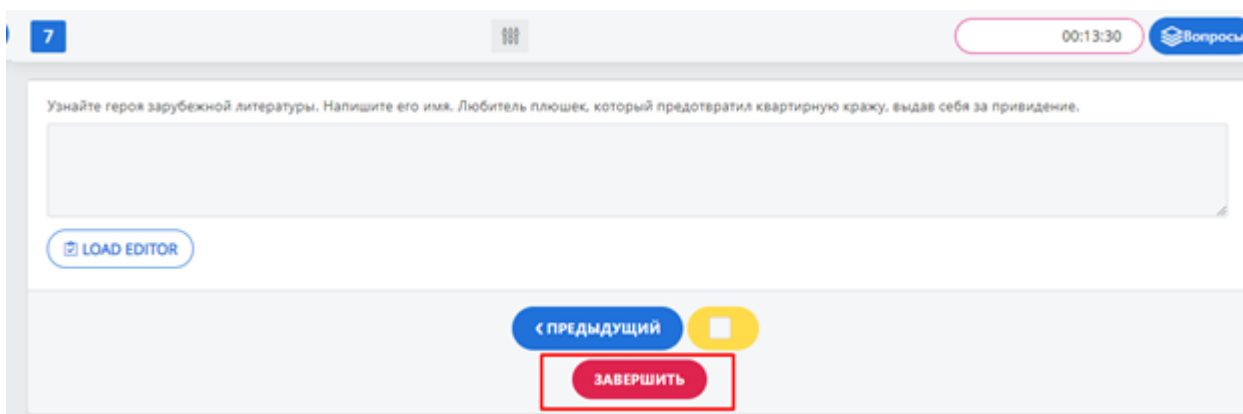 7
00:13:30
Вопросы
Узнайте героя зарубежной литературы. Напишите его имя. Любитель плюшек, который предотвратил квартирную кражу, выдав себя за привидение.
LOAD EDITOR
ПРЕДЫДУЩИЙ
ЗАВЕРШИТЬ